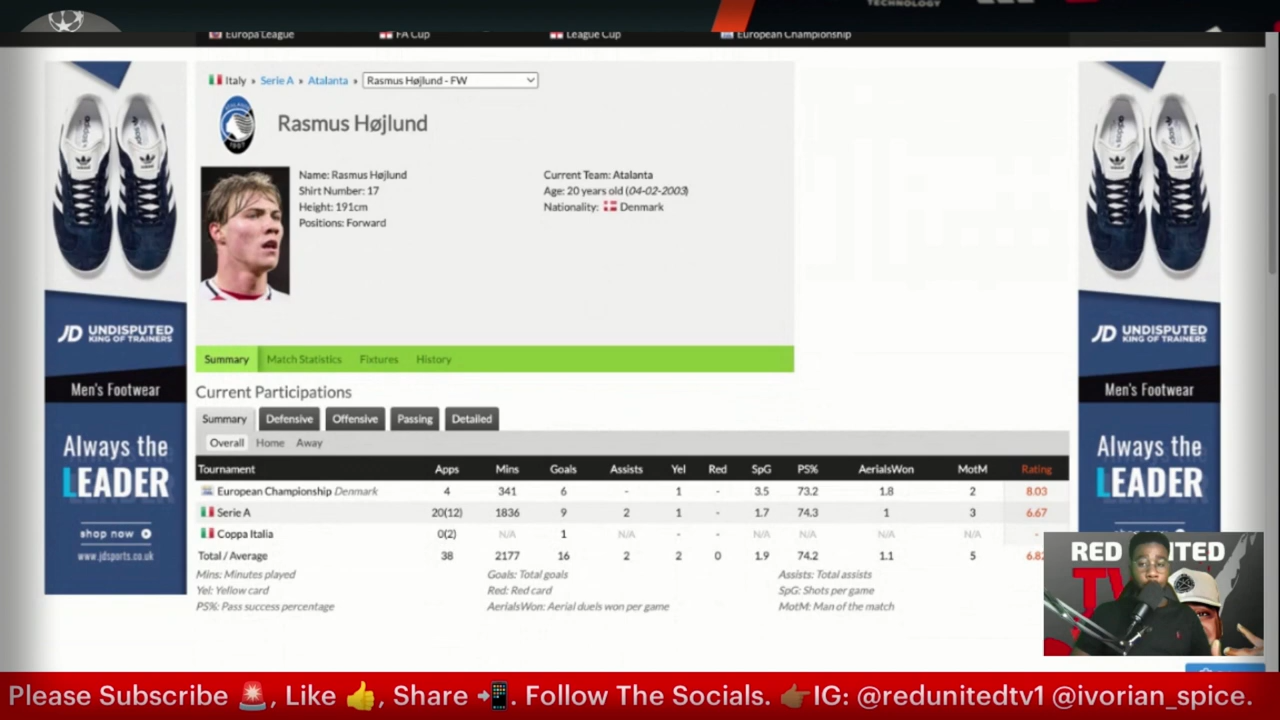 TECHNOLOGY
Europa League FA Cup League Cup European Championship
Italy » Serie A » Atalanta » Rasmus Højlund - FW
Rasmus Højlund
Name: Rasmus Højlund
Shirt Number: 17
Height: 191cm
Positions: Forward
Current Team: Atalanta
Age: 20 years old (04-02-2003)
Nationality: Denmark
Summary Match Statistics Fixtures History
Current Participations
Summary Defensive Offensive Passing Detailed
Overall Home Away
Tournament Apps Mins Goals Assists Yel Red SpG PS% AerialsWon MotM Rating
European Championship Denmark 4 341 6 - 1 - 3.5 73.2 1.8 2 8.03
Serie A 20(12) 1836 9 2 1 - 1.7 74.3 1 3 6.67
Coppa Italia 0(2) N/A 1 N/A - - N/A N/A N/A N/A -
Total / Average 38 2177 16 2 2 0 1.9 74.2 1.1 5 6.82
Mins: Minutes played Goals: Total goals Assists: Total assists
Yel: Yellow card Red: Red card SpG: Shots per game
PS%: Pass success percentage AerialsWon: Aerial duels won per game MotM: Man of the match
JD UNDISPUTED
KING OF TRAINERS
Men's Footwear
Always the
LEADER
shop now
www.jdsports.co.uk
JD UNDISPUTED
KING OF TRAINERS
Men's Footwear
Always the
LEADER
RED UNITED
Please Subscribe 🚨, Like 👍, Share 📲. Follow The Socials. 👉IG: @redunitedtv1 @ivorian_spice.